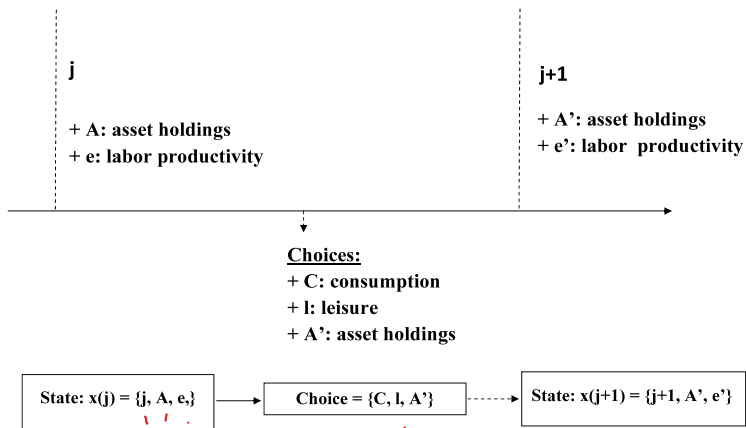 j
+ A: asset holdings
+ e: labor productivity
j+1
+ A’: asset holdings
+ e’: labor productivity
Choices:
+ C: consumption
+ l: leisure
+ A’: asset holdings
State: x(j) = {j, A, e,}
Choice = {C, l, A’}
State: x(j+1) = {j+1, A’, e’}